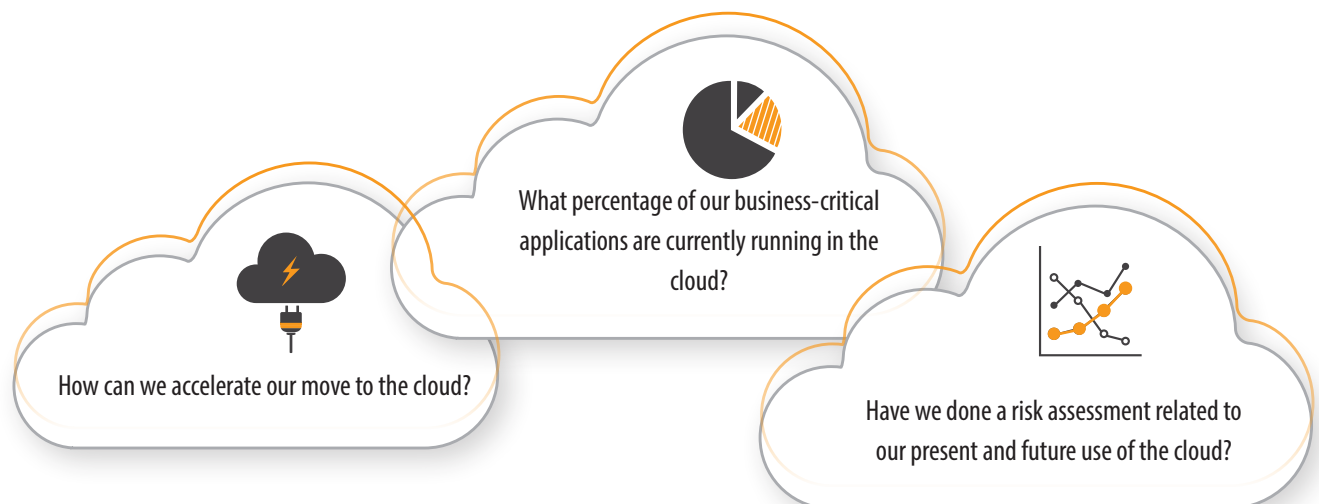 How can we accelerate our move to the cloud?
What percentage of our business-critical
applications are currently running in the
cloud?
Have we done a risk assessment related to
our present and future use of the cloud?